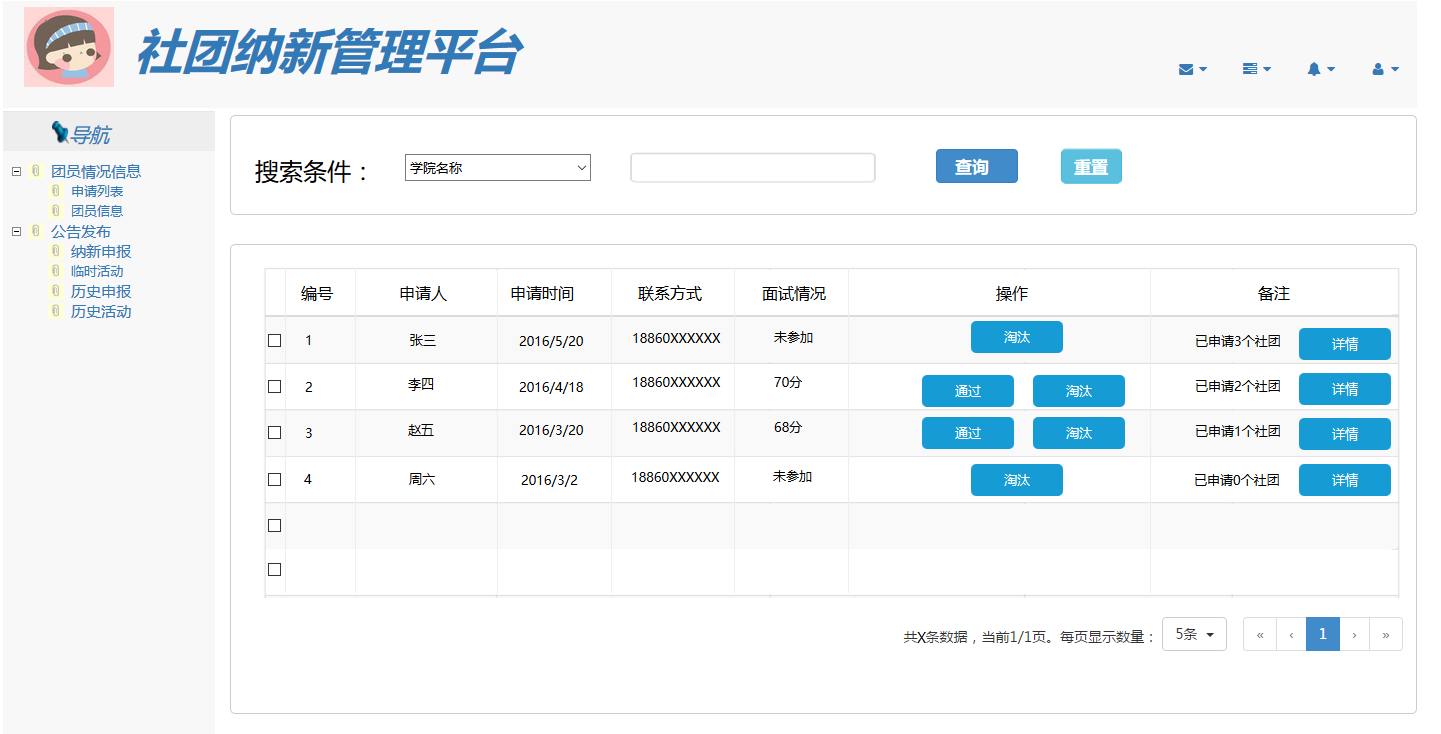 社团纳新管理平台
导航
团员情况信息
申请列表
团员信息
公告发布
纳新申报
临时活动
历史申报
历史活动
搜索条件： 学院名称 查询 重置
编号 申请人 申请时间 联系方式 面试情况 操作 备注
1 张三 2016/5/20 18860XXXXXX 未参加 淘汰 已申请3个社团 详情
2 李四 2016/4/18 18860XXXXXX 70分 通过 淘汰 已申请2个社团 详情
3 赵五 2016/3/20 18860XXXXXX 68分 通过 淘汰 已申请1个社团 详情
4 周六 2016/3/2 18860XXXXXX 未参加 淘汰 已申请0个社团 详情
共X条数据，当前1/1页。每页显示数量： 5条 « ‹ 1 › »